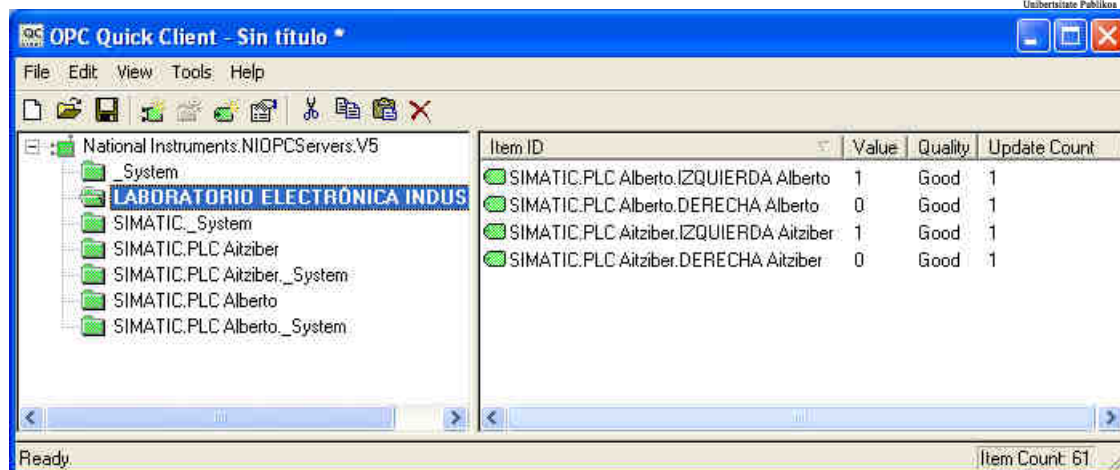 Unibertsitate Publikoa
OPC Quick Client - Sin título *
File Edit View Tools Help
National Instruments.NIOPCServers.V5
_System
LABORATORIO ELECTRÓNICA INDUS
SIMATIC._System
SIMATIC.PLC Aitziber
SIMATIC.PLC Aitziber._System
SIMATIC.PLC Alberto
SIMATIC.PLC Alberto._System
Item ID Value Quality Update Count
SIMATIC.PLC Alberto.IZQUIERDA Alberto 1 Good 1
SIMATIC.PLC Alberto.DERECHA Alberto 0 Good 1
SIMATIC.PLC Aitziber.IZQUIERDA Aitziber 1 Good 1
SIMATIC.PLC Aitziber.DERECHA Aitziber 0 Good 1
Ready.
Item Count: 61